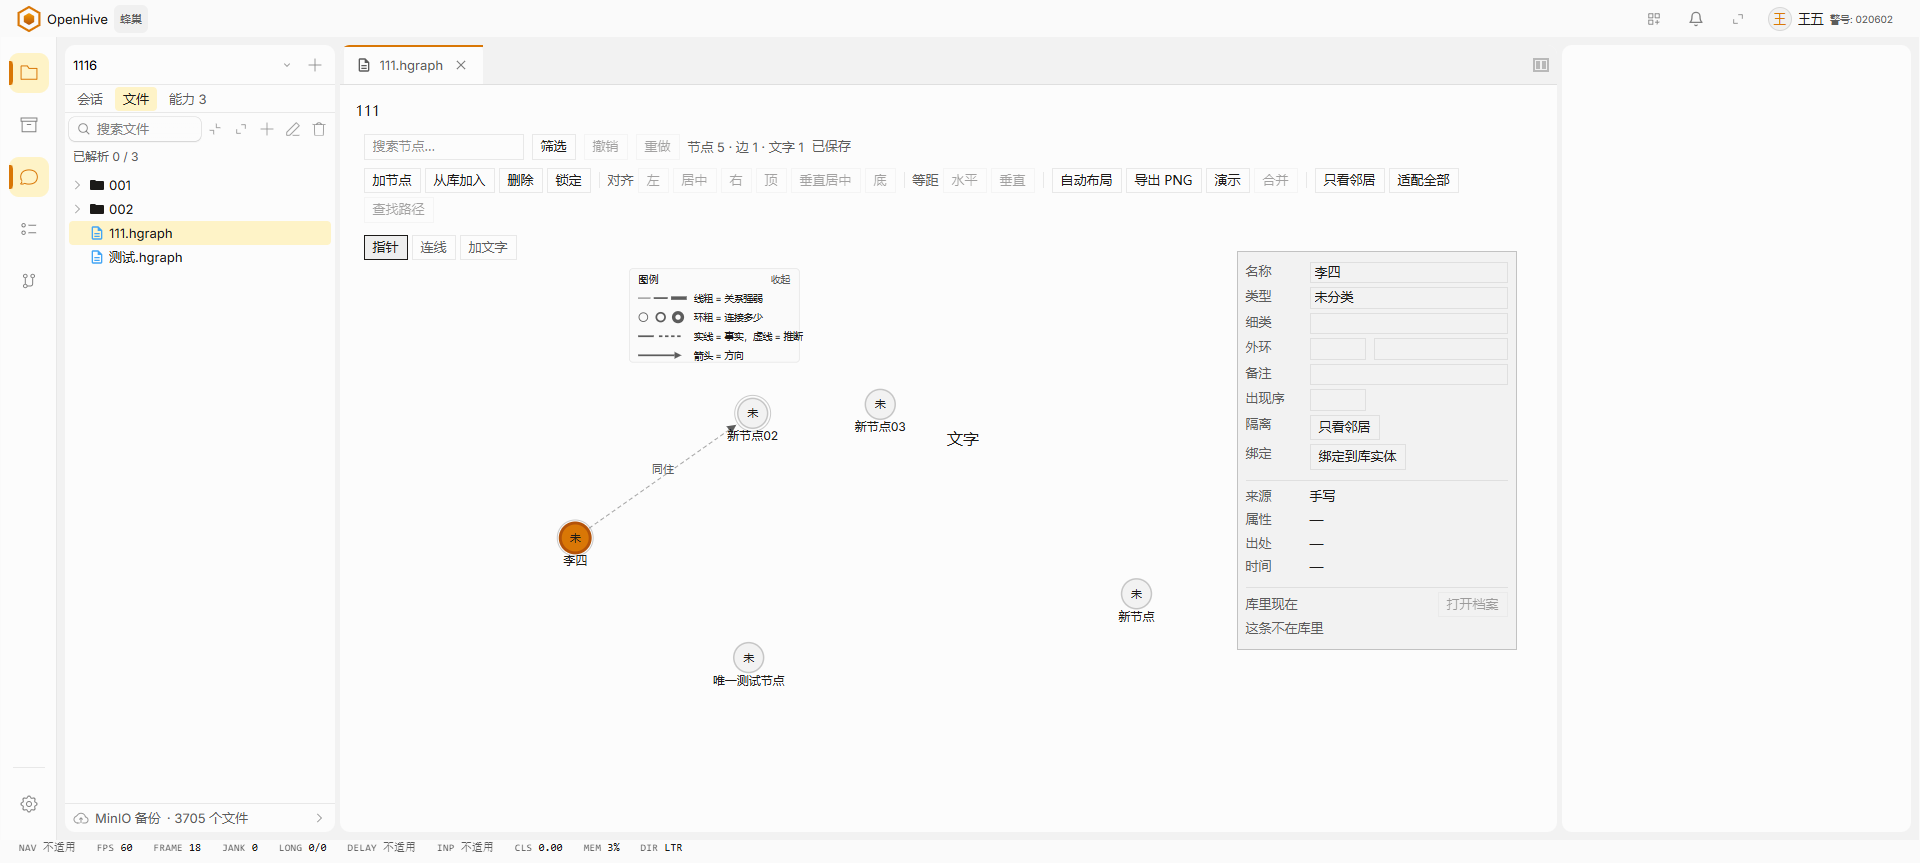 OpenHive 蜂巢
王 王五 警号: 020602
1116
会话 文件 能力 3
搜索文件
已解析 0 / 3
001
002
111.hgraph
测试.hgraph
MinIO 备份 · 3705 个文件
111.hgraph
111
搜索节点... 筛选 撤销 重做 节点 5 · 边 1 · 文字 1 已保存
加节点 从库加入 删除 锁定 对齐 左 居中 右 顶 垂直居中 底 等距 水平 垂直 自动布局 导出 PNG 演示 合并 只看邻居 适配全部
查找路径
指针 连线 加文字
图例 收起
线粗 = 关系强弱
环粗 = 连接多少
实线 = 事实, 虚线 = 推断
箭头 = 方向
未
新节点02
未
新节点03
文字
同住
未
李四
未
新节点
未
唯一测试节点
名称 李四
类型 未分类
细类
外环
备注
出现序
隔离 只看邻居
绑定 绑定到库实体
来源 手写
属性 —
出处 —
时间 —
库里现在 打开档案
这条不在库里
NAV 不适用 FPS 60 FRAME 18 JANK 0 LONG 0/0 DELAY 不适用 INP 不适用 CLS 0.00 MEM 3% DIR LTR